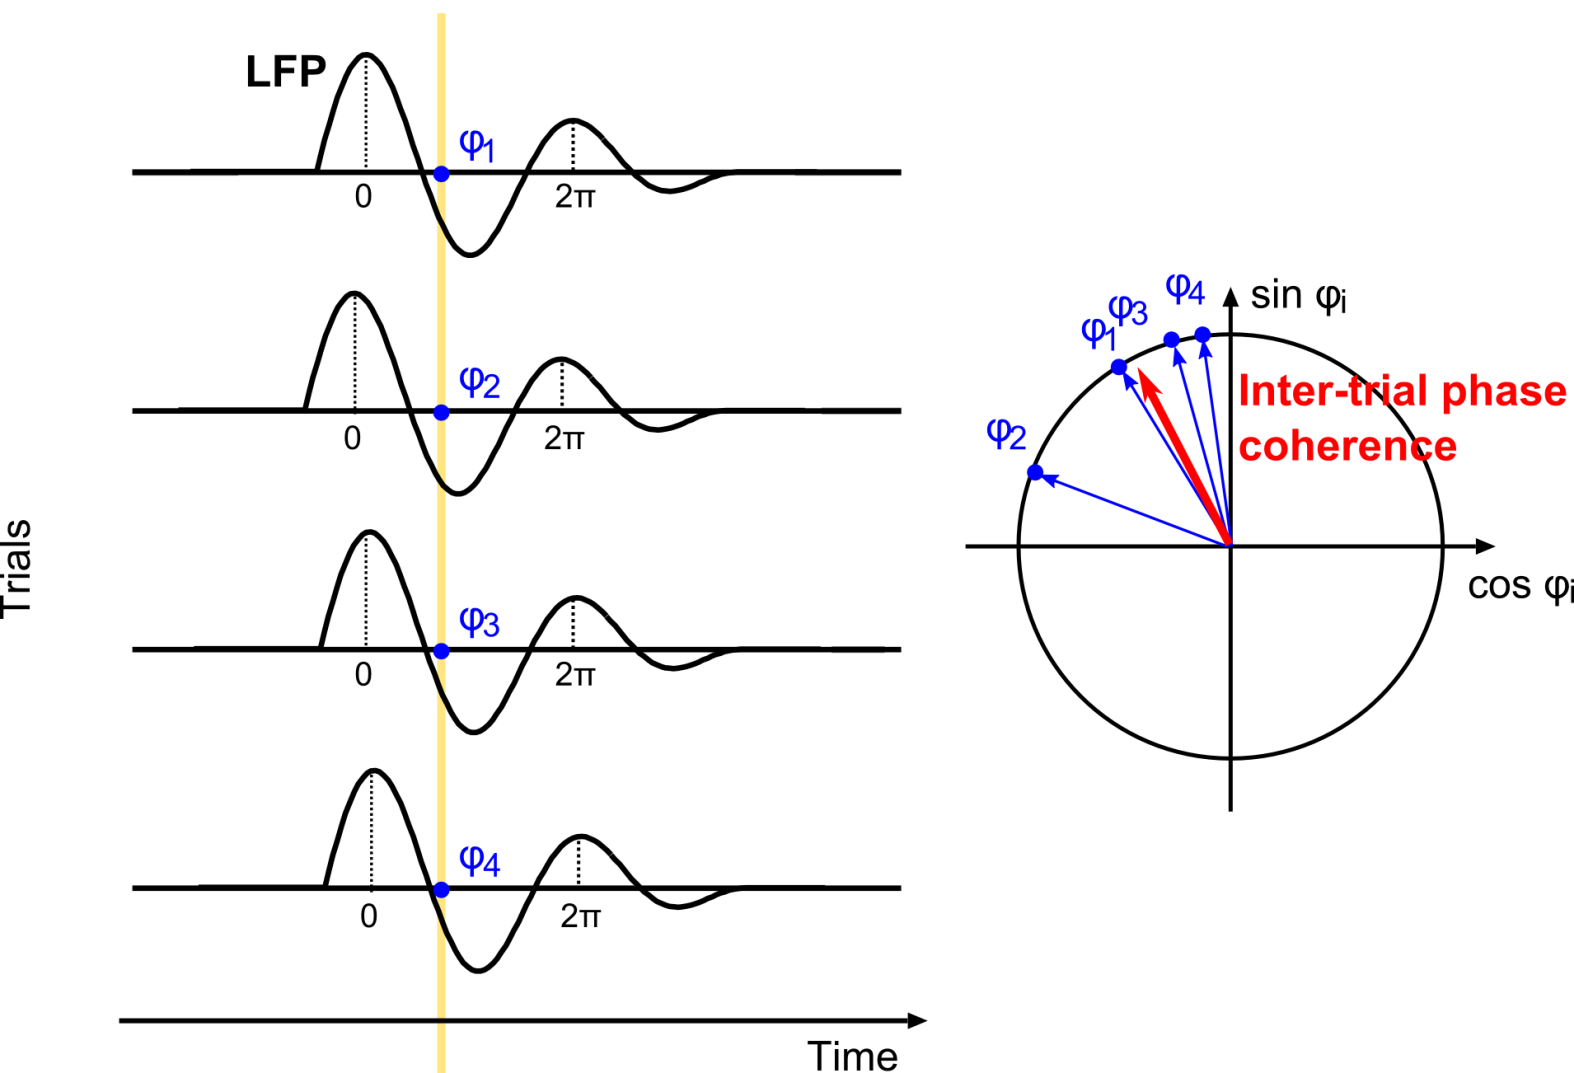 LFP
φ1
0
2π
φ2
0
2π
Trials
φ3
0
2π
φ4
0
2π
Time
φ4
φ3
φ1
φ2
sin φi
Inter-trial phase
coherence
cos φi